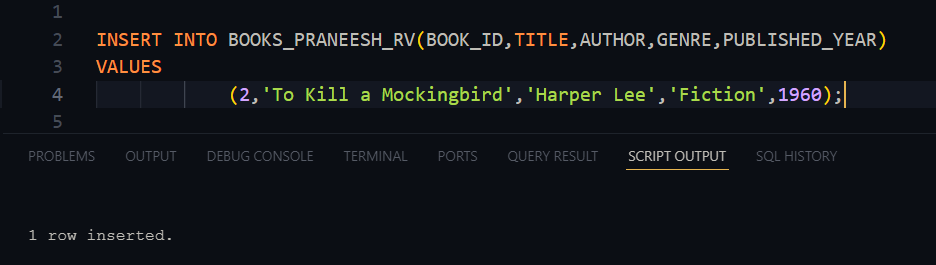 1
2 INSERT INTO BOOKS_PRANEESH_RV(BOOK_ID,TITLE,AUTHOR,GENRE,PUBLISHED_YEAR)
3 VALUES
4 (2,'To Kill a Mockingbird','Harper Lee','Fiction',1960);
5
PROBLEMS OUTPUT DEBUG CONSOLE TERMINAL PORTS QUERY RESULT SCRIPT OUTPUT SQL HISTORY
1 row inserted.